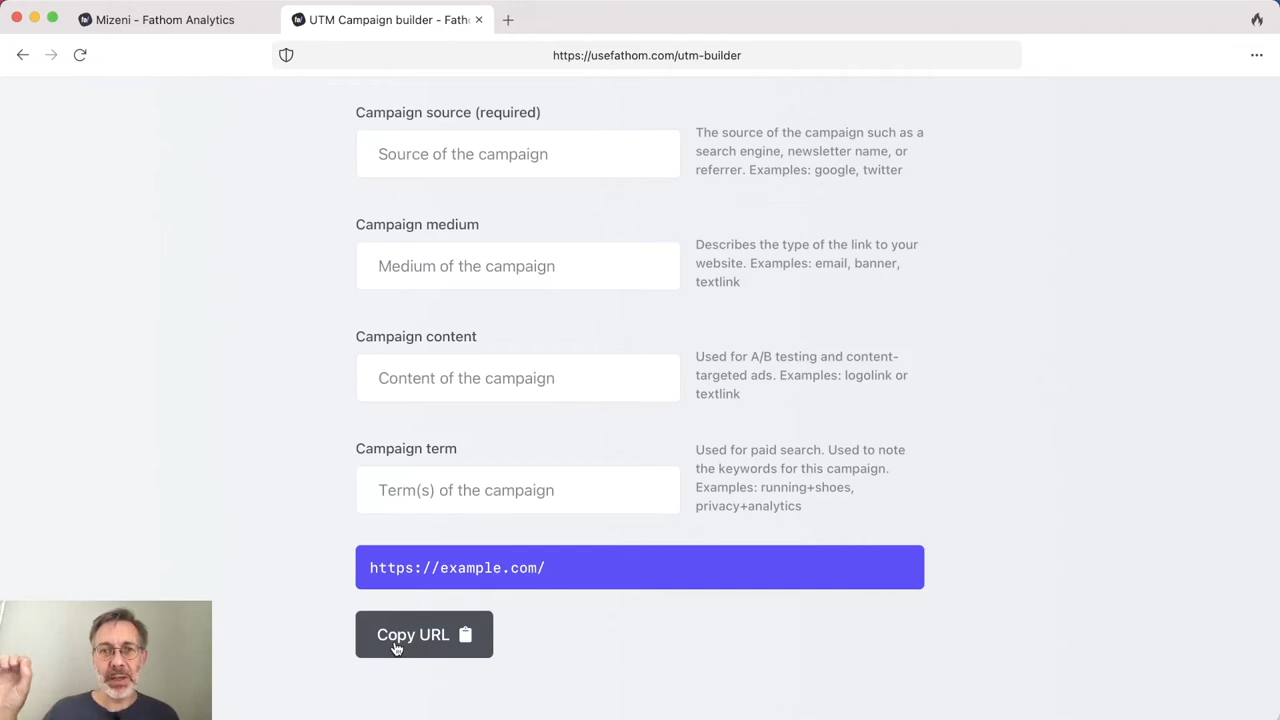 Mizeni - Fathom Analytics
UTM Campaign builder - Fath
https://usefathom.com/utm-builder
Campaign source (required)
Source of the campaign
The source of the campaign such as a
search engine, newsletter name, or
referrer. Examples: google, twitter
Campaign medium
Medium of the campaign
Describes the type of the link to your
website. Examples: email, banner,
textlink
Campaign content
Content of the campaign
Used for A/B testing and content-
targeted ads. Examples: logolink or
textlink
Campaign term
Term(s) of the campaign
Used for paid search. Used to note
the keywords for this campaign.
Examples: running+shoes,
privacy+analytics
https://example.com/
Copy URL